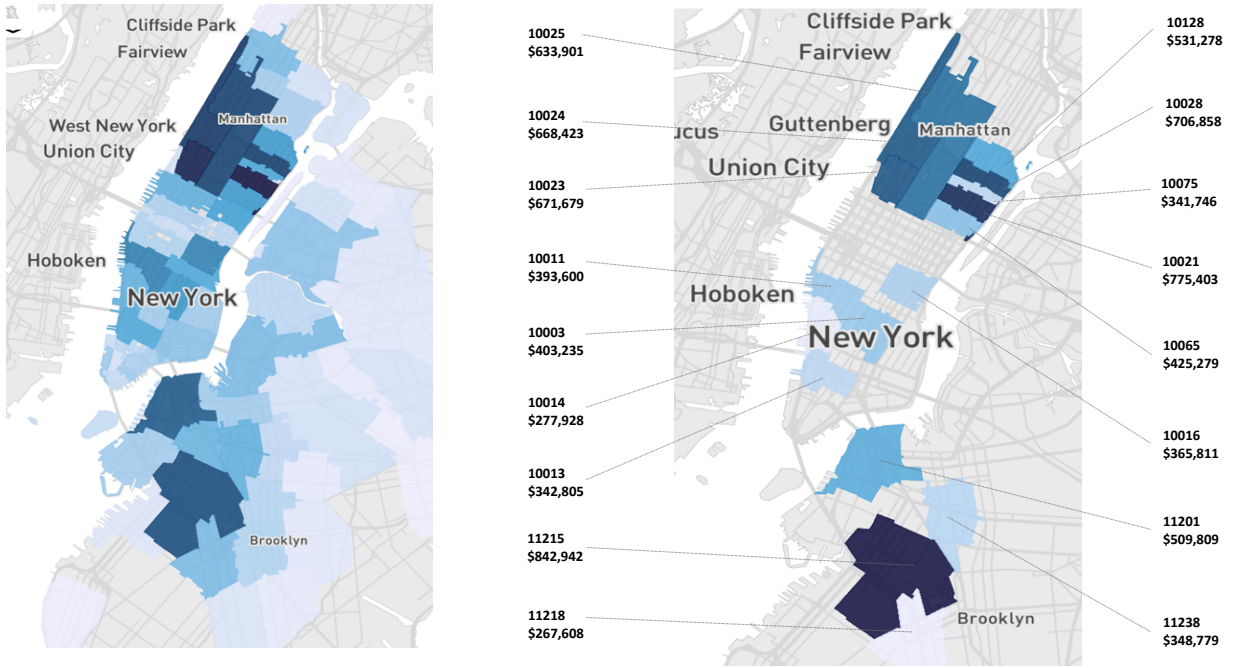 Cliffside Park
Fairview
Manhattan
West New York
Union City
Hoboken
New York
Brooklyn
10025
$633,901
10024
$668,423
10023
$671,679
10011
$393,600
10003
$403,235
10014
$277,928
10013
$342,805
11215
$842,942
11218
$267,608
Cliffside Park
Fairview
ucus
Guttenberg
Manhattan
Union City
Hoboken
New York
Brooklyn
10128
$531,278
10028
$706,858
10075
$341,746
10021
$775,403
10065
$425,279
10016
$365,811
11201
$509,809
11238
$348,779